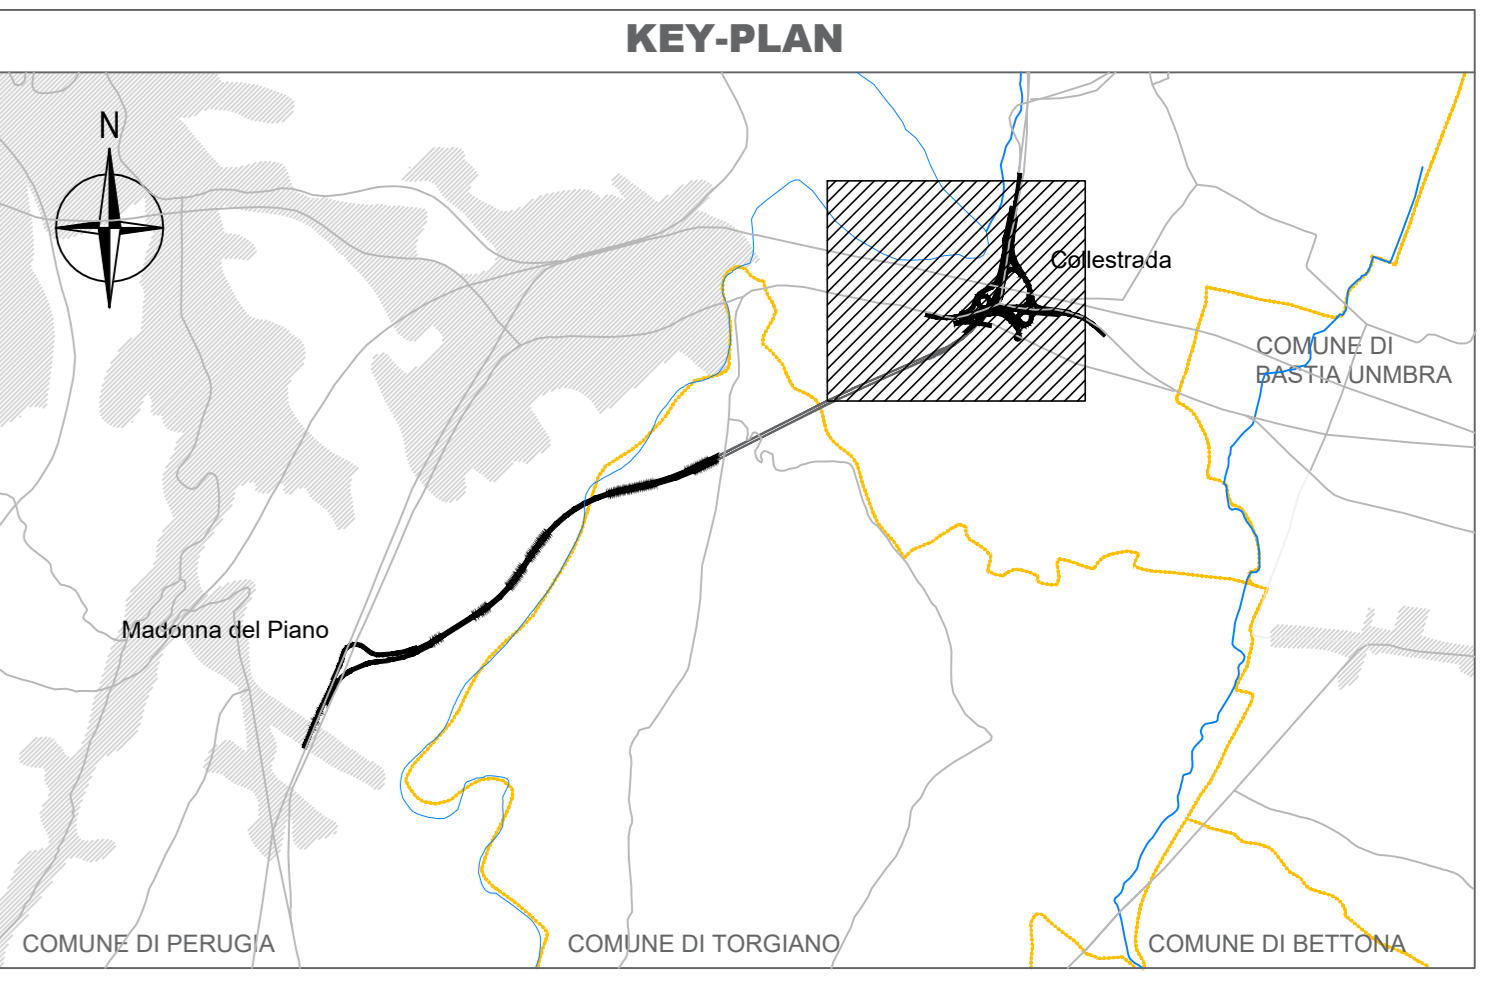 KEY-PLAN
N
Collestrada
COMUNE DI
BASTIA UNMBRA
Madonna del Piano
COMUNE DI PERUGIA
COMUNE DI TORGIANO
COMUNE DI BETTONA